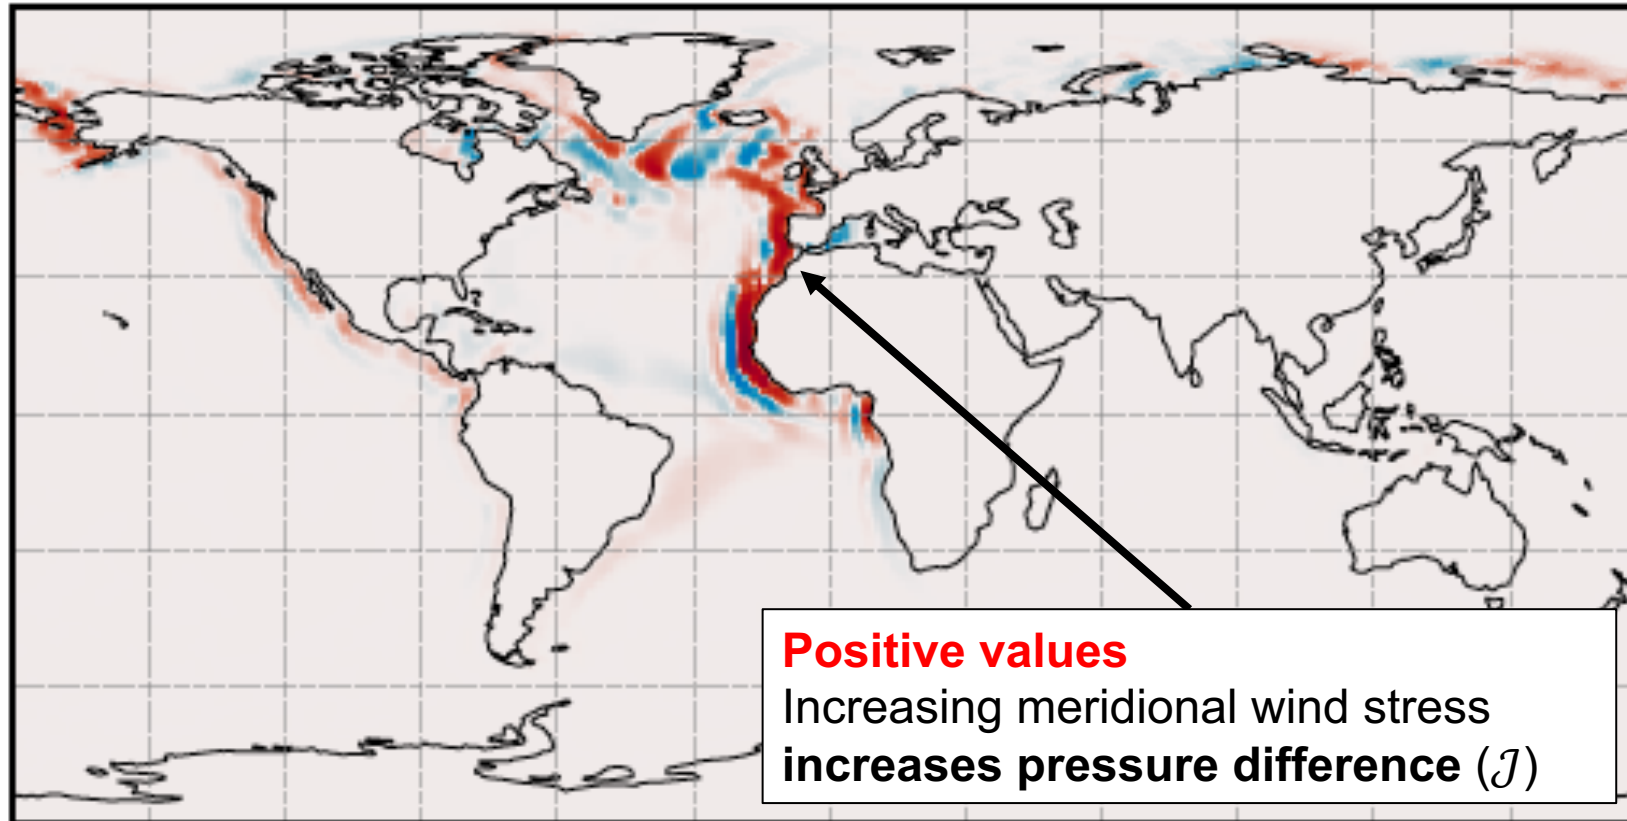 Positive values
Increasing meridional wind stress
increases pressure difference (𝒥)